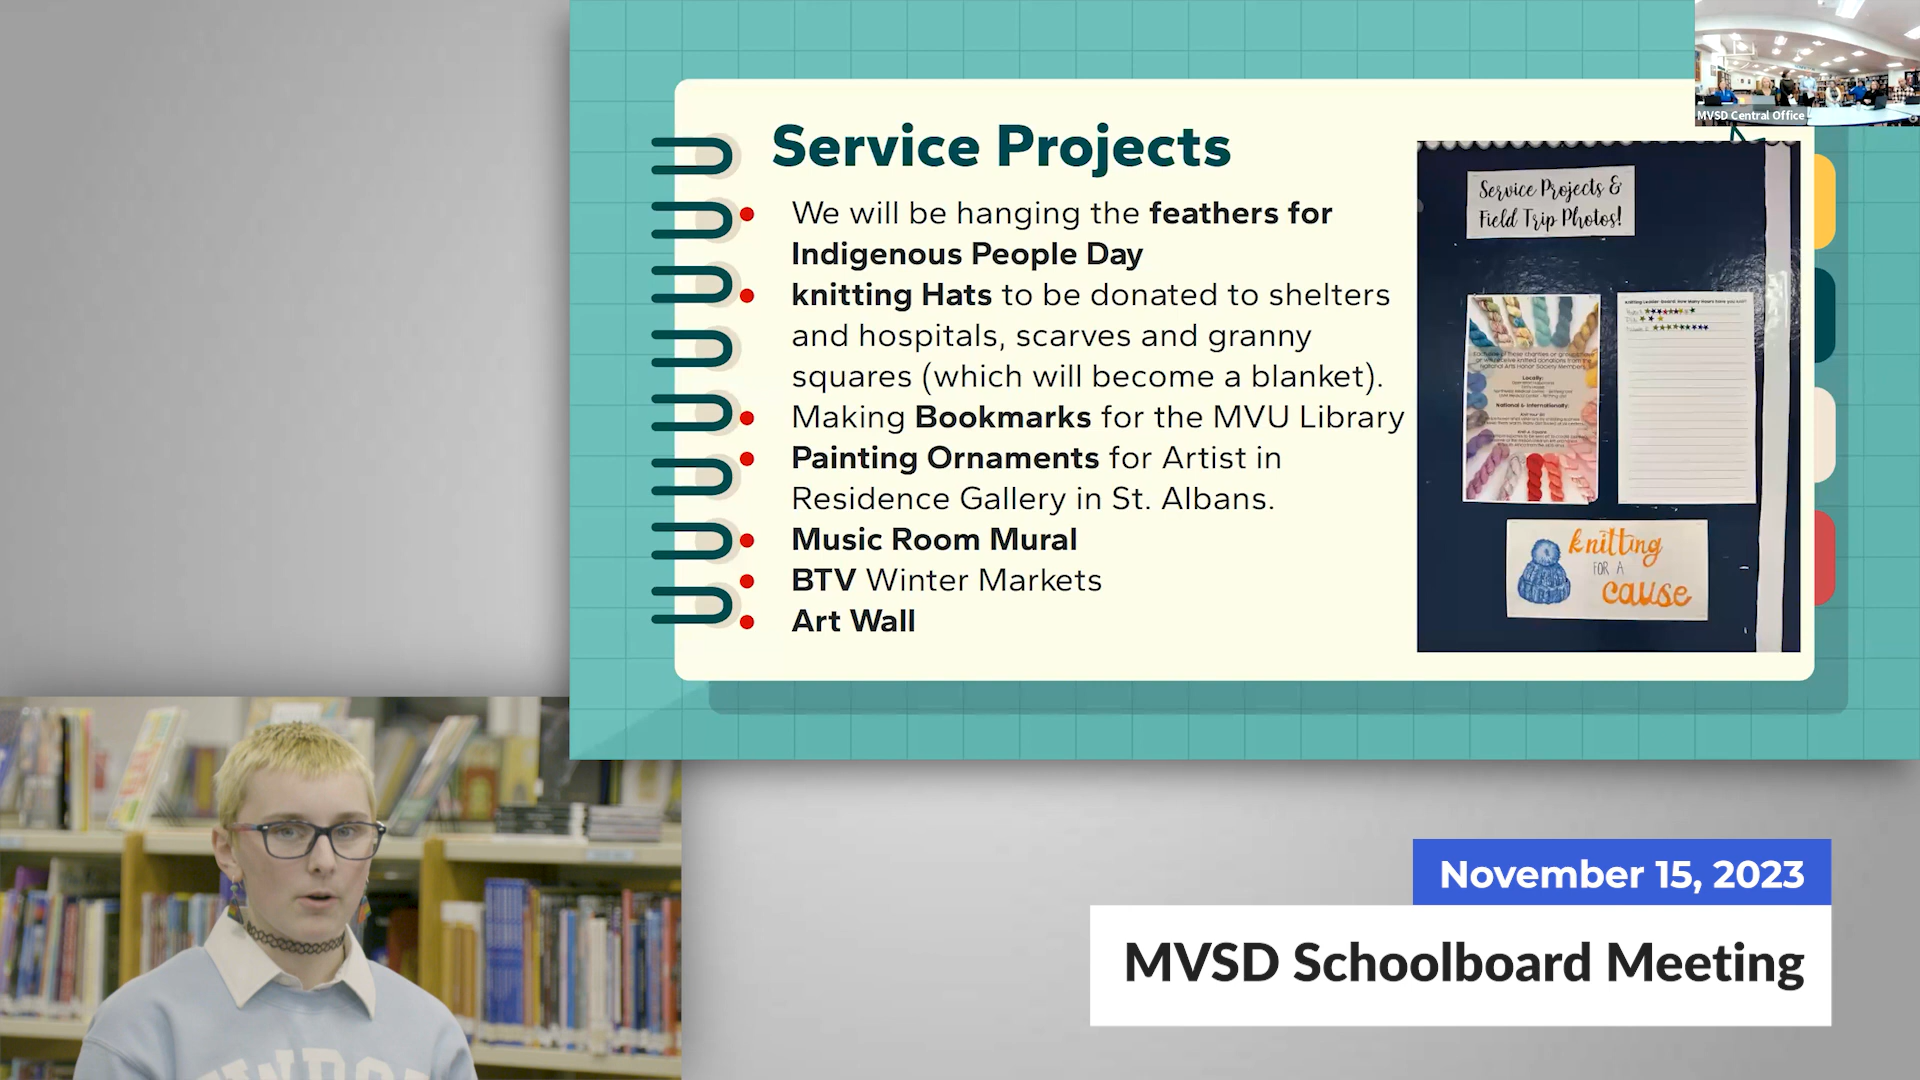 MVSD Central Office
Service Projects
We will be hanging the feathers for
Indigenous People Day
knitting Hats to be donated to shelters
and hospitals, scarves and granny
squares (which will become a blanket).
Making Bookmarks for the MVU Library
Painting Ornaments for Artist in
Residence Gallery in St. Albans.
Music Room Mural
BTV Winter Markets
Art Wall
Service Projects &
Field Trip Photos!
Locally:
National & Internationally:
knitting
FOR A
cause
November 15, 2023
MVSD Schoolboard Meeting